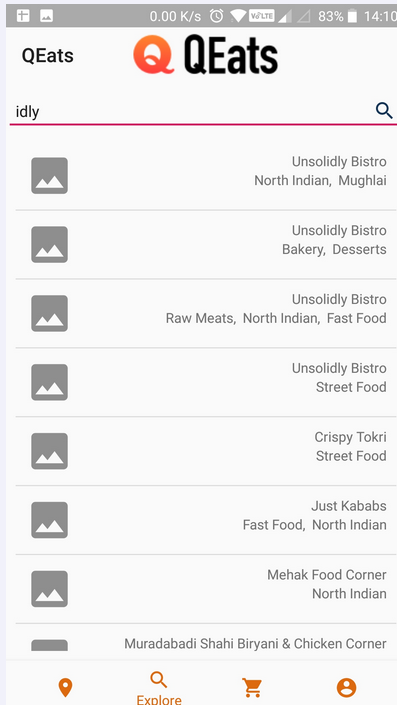 0.00 K/s VoLTE 83% 14:10
QEats QEats
idly
Unsolidly Bistro
North Indian, Mughlai
Unsolidly Bistro
Bakery, Desserts
Unsolidly Bistro
Raw Meats, North Indian, Fast Food
Unsolidly Bistro
Street Food
Crispy Tokri
Street Food
Just Kababs
Fast Food, North Indian
Mehak Food Corner
North Indian
Muradabadi Shahi Biryani & Chicken Corner
Explore